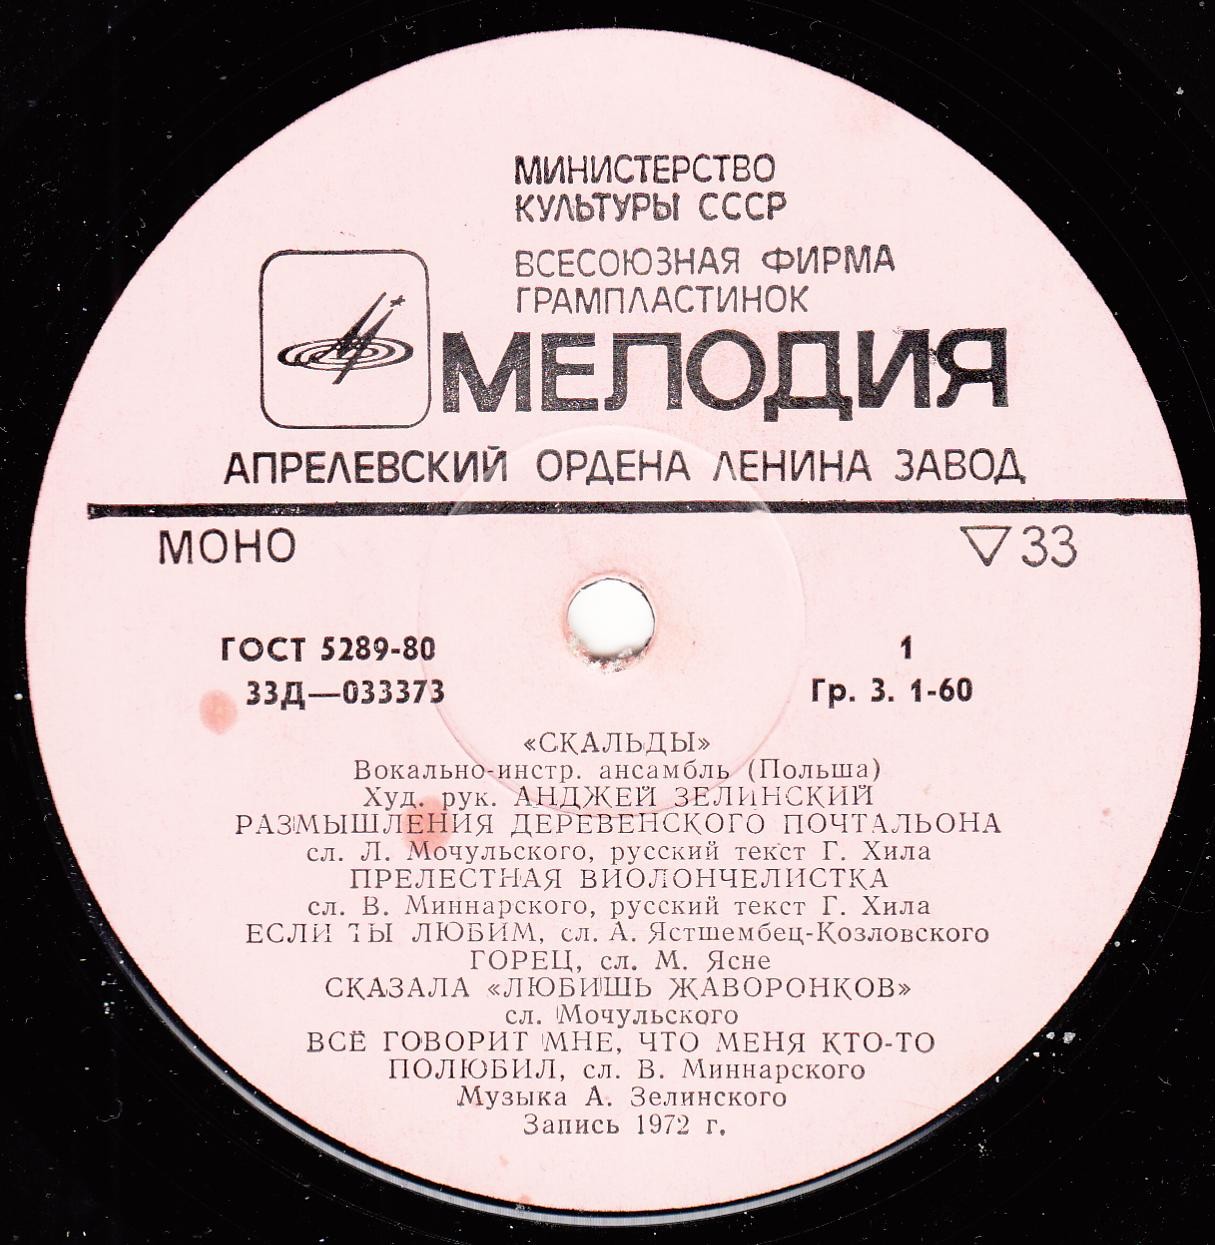 МИНИСТЕРСТВО
КУЛЬТУРЫ СССР
ВСЕСОЮЗНАЯ ФИРМА
ГРАМПЛАСТИНОК
МЕЛОДИЯ
АПРЕЛЕВСКИЙ ОРДЕНА ЛЕНИНА ЗАВОД
МОНО ▽33
ГОСТ 5289-80 1
33Д—033373 Гр. 3. 1-60
«СКАЛЬДЫ»
Вокально-инстр. ансамбль (Польша)
Худ. рук. АНДЖЕЙ ЗЕЛИНСКИЙ
РАЗМЫШЛЕНИЯ ДЕРЕВЕНСКОГО ПОЧТАЛЬОНА
сл. Л. Мочульского, русский текст Г. Хила
ПРЕЛЕСТНАЯ ВИОЛОНЧЕЛИСТКА
сл. В. Миннарского, русский текст Г. Хила
ЕСЛИ ТЫ ЛЮБИМ, сл. А. Ястшембец-Козловского
ГОРЕЦ, сл. М. Ясне
СКАЗАЛА «ЛЮБИШЬ ЖАВОРОНКОВ»
сл. Мочульского
ВСЁ ГОВОРИТ МНЕ, ЧТО МЕНЯ КТО-ТО
ПОЛЮБИЛ, сл. В. Миннарского
Музыка А. Зелинского
Запись 1972 г.